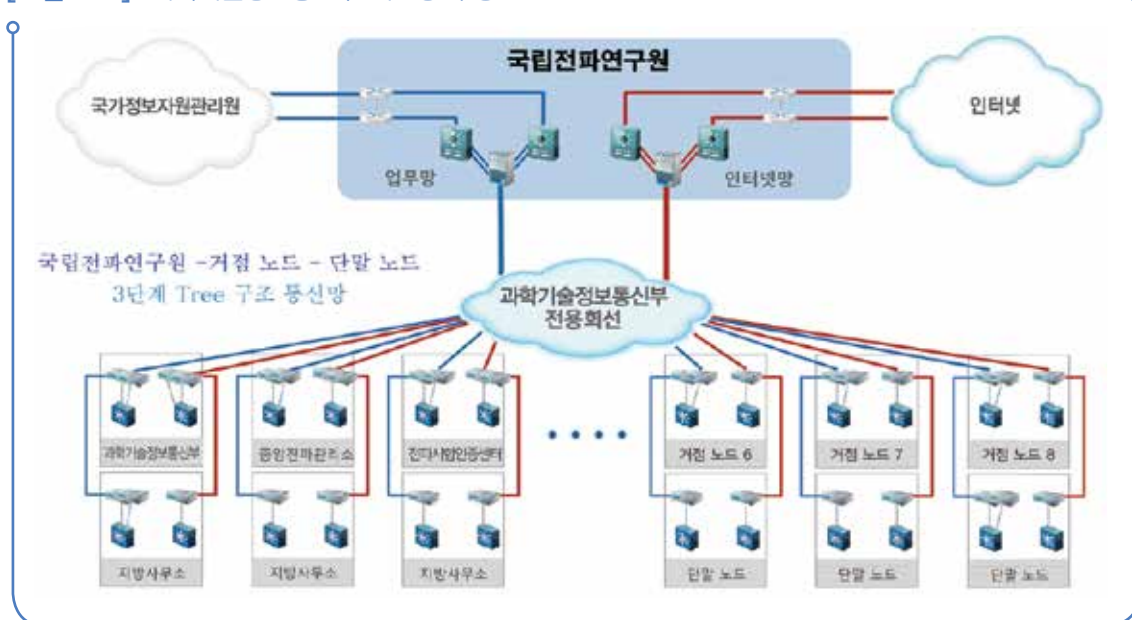 국립전파연구원
국가정보자원관리원
인터넷
업무망
인터넷망
국립전파연구원 -거점 노드 - 단말 노드
3단계 Tree 구조 통신망
과학기술정보통신부
전용회선
과학기술정보통신부
중앙전파관리소
전파시험인증센터
거점 노드 6
거점 노드 7
거점 노드 8
지방사무소
지방사무소
지방사무소
단말 노드
단말 노드
단말 노드